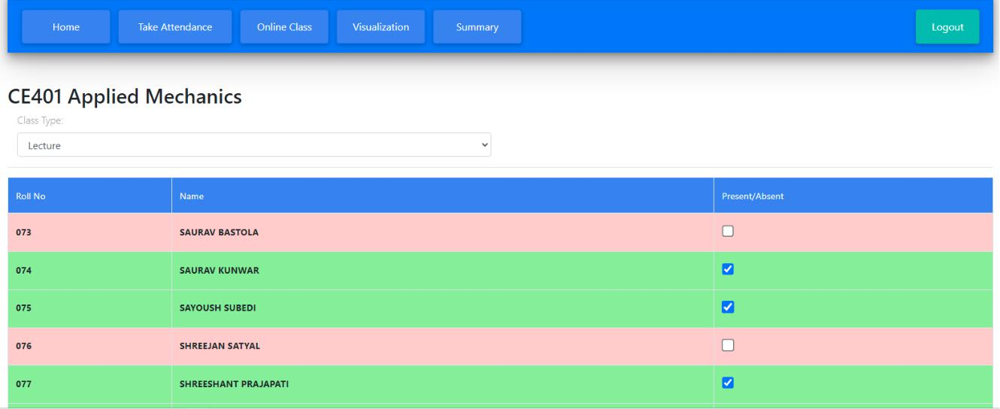 Home Take Attendance Online Class Visualization Summary Logout
CE401 Applied Mechanics
Class Type:
Lecture
Roll No Name Present/Absent
073 SAURAV BASTOLA
074 SAURAV KUNWAR
075 SAYOUSH SUBEDI
076 SHREEJAN SATYAL
077 SHREESHANT PRAJAPATI